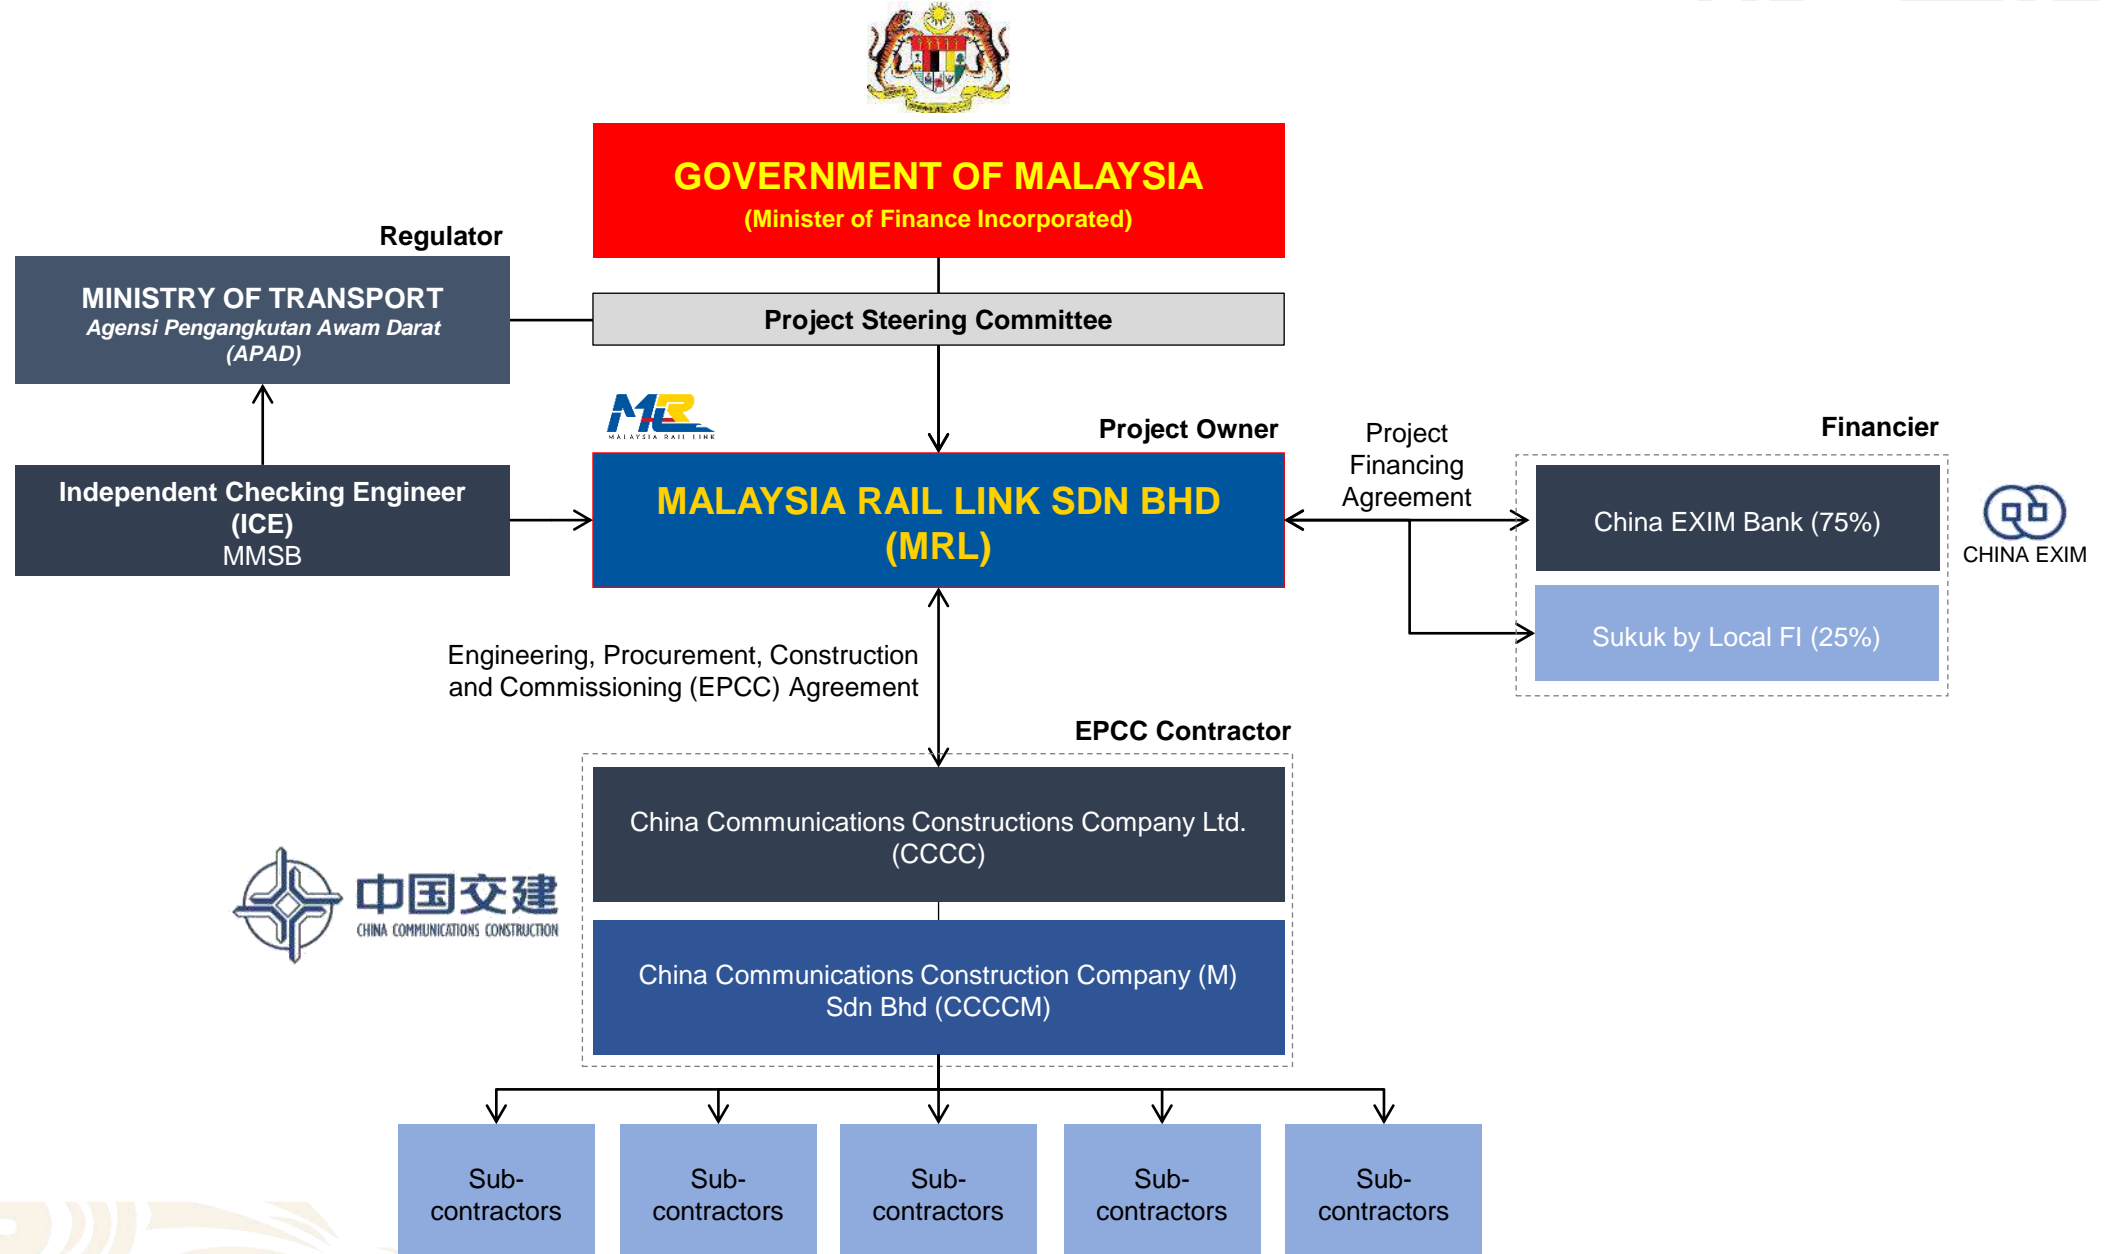 GOVERNMENT OF MALAYSIA
(Minister of Finance Incorporated)
Regulator
MINISTRY OF TRANSPORT
Agensi Pengangkutan Awam Darat
(APAD)
Project Steering Committee
MALAYSIA RAIL LINK
Project Owner
Project
Financing
Agreement
Financier
Independent Checking Engineer
(ICE)
MMSB
MALAYSIA RAIL LINK SDN BHD
(MRL)
China EXIM Bank (75%)
CHINA EXIM
Sukuk by Local FI (25%)
Engineering, Procurement, Construction
and Commissioning (EPCC) Agreement
EPCC Contractor
China Communications Constructions Company Ltd.
(CCCC)
中国交建
CHINA COMMUNICATIONS CONSTRUCTION
China Communications Construction Company (M)
Sdn Bhd (CCCCM)
Sub-
contractors
Sub-
contractors
Sub-
contractors
Sub-
contractors
Sub-
contractors